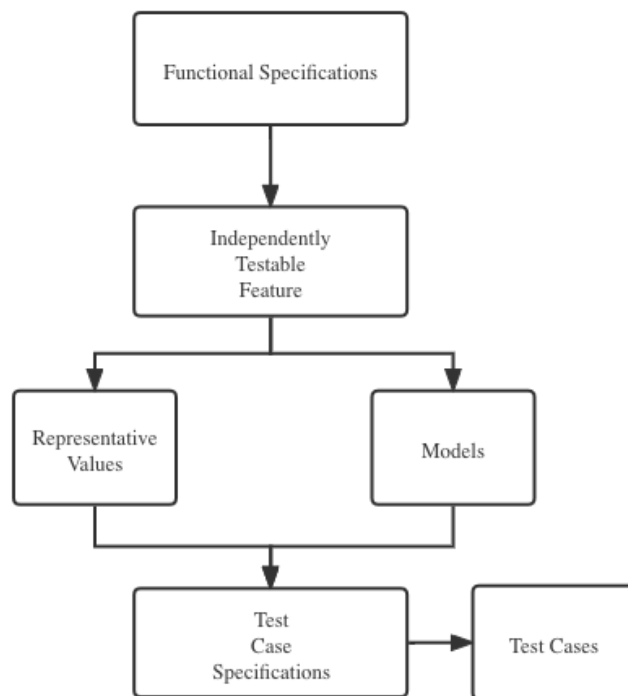 Functional Specifications
Independently
Testable
Feature
Representative
Values
Models
Test
Case
Specifications
Test Cases